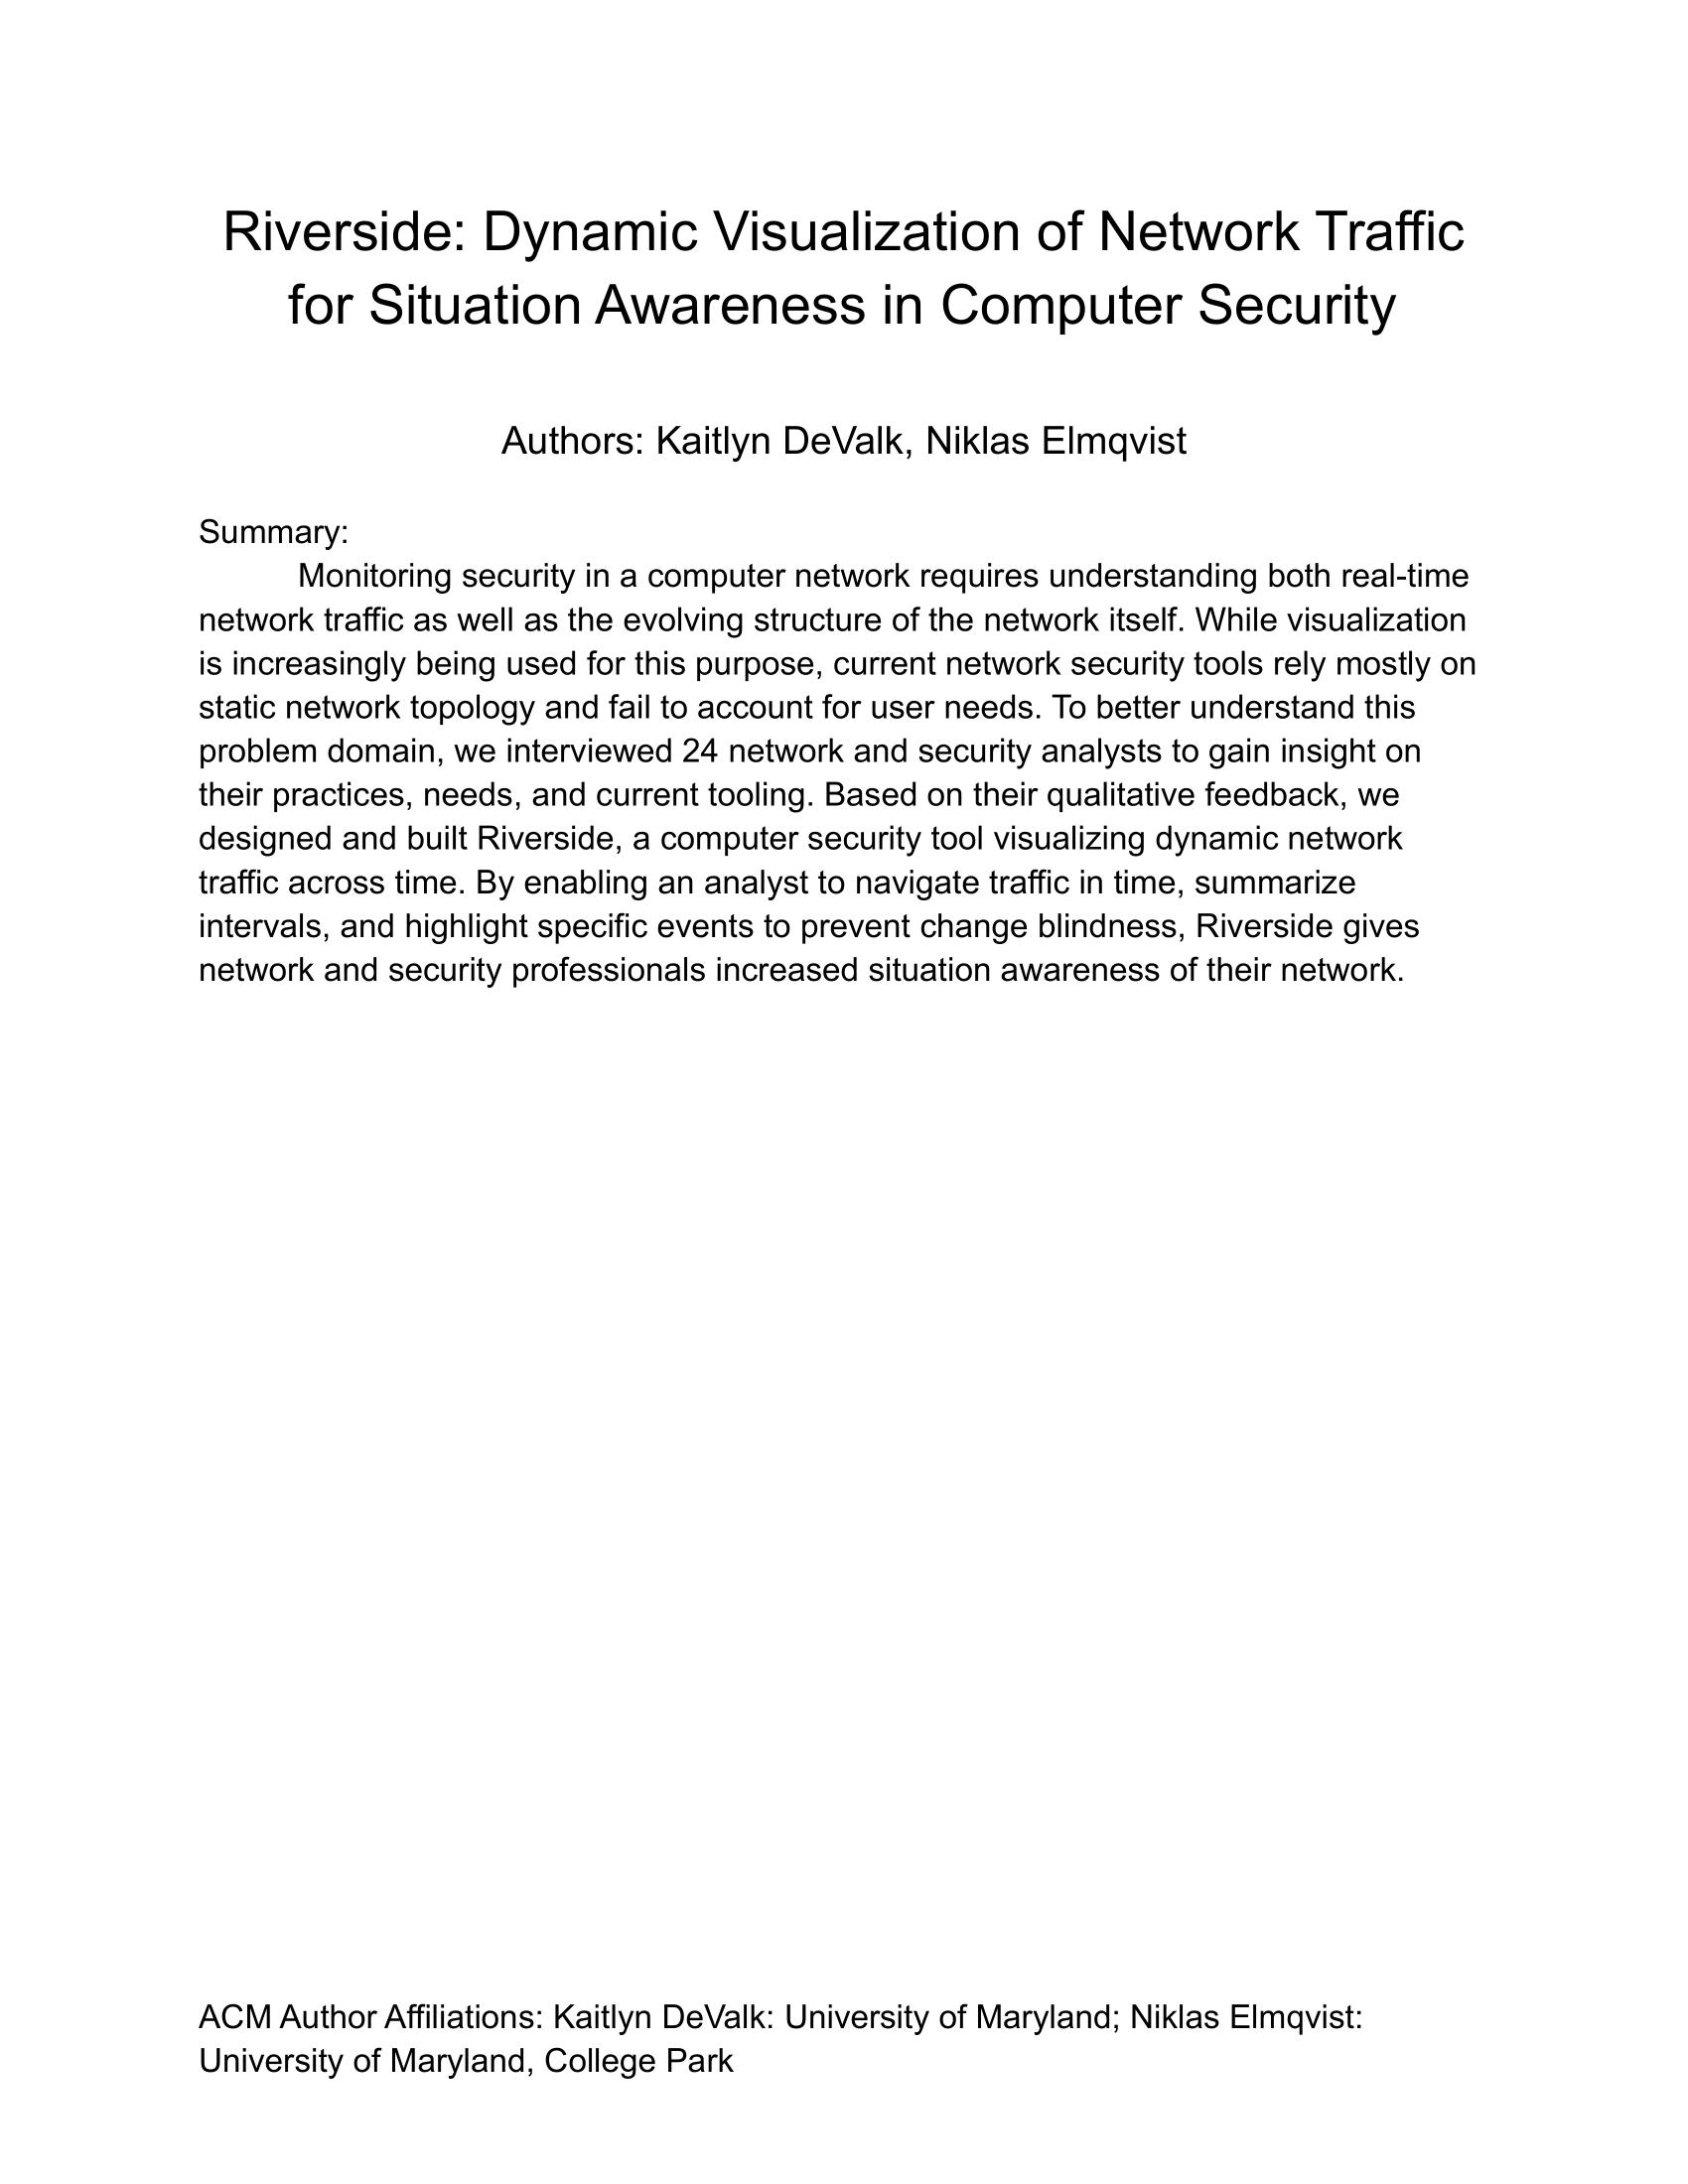 Riverside: Dynamic Visualization of Network Traffic
for Situation Awareness in Computer Security
Authors: Kaitlyn DeValk, Niklas Elmqvist
Summary:
Monitoring security in a computer network requires understanding both real-time
network traffic as well as the evolving structure of the network itself. While visualization
is increasingly being used for this purpose, current network security tools rely mostly on
static network topology and fail to account for user needs. To better understand this
problem domain, we interviewed 24 network and security analysts to gain insight on
their practices, needs, and current tooling. Based on their qualitative feedback, we
designed and built Riverside, a computer security tool visualizing dynamic network
traffic across time. By enabling an analyst to navigate traffic in time, summarize
intervals, and highlight specific events to prevent change blindness, Riverside gives
network and security professionals increased situation awareness of their network.
ACM Author Affiliations: Kaitlyn DeValk: University of Maryland; Niklas Elmqvist:
University of Maryland, College Park